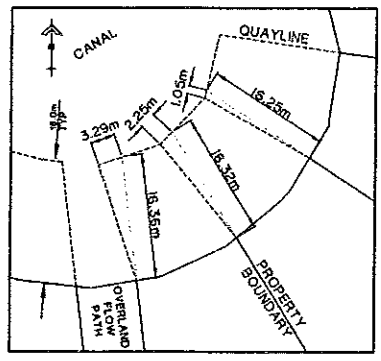 CANAL
QUAYLINE
1.05m
2.25m
3.29m
16.25m
16.32m
16.36m
PROPERTY
BOUNDARY
OVERLAND
FLOW
PATH